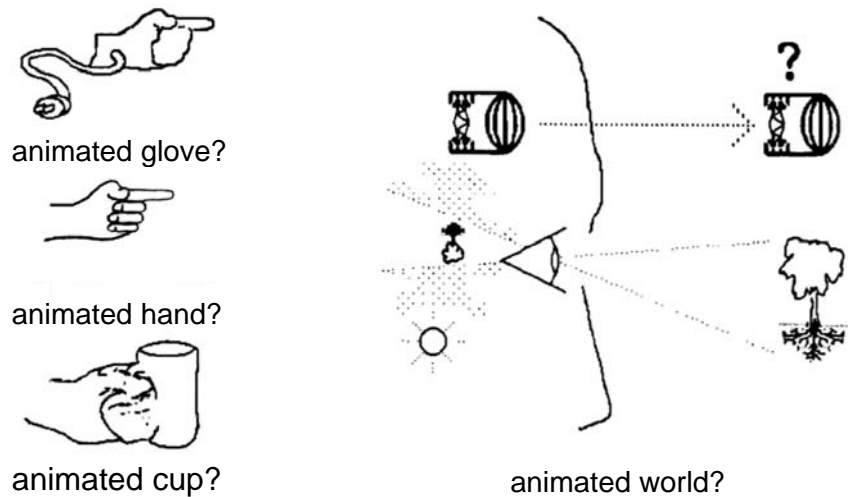 animated glove?
animated hand?
animated cup?
?
animated world?